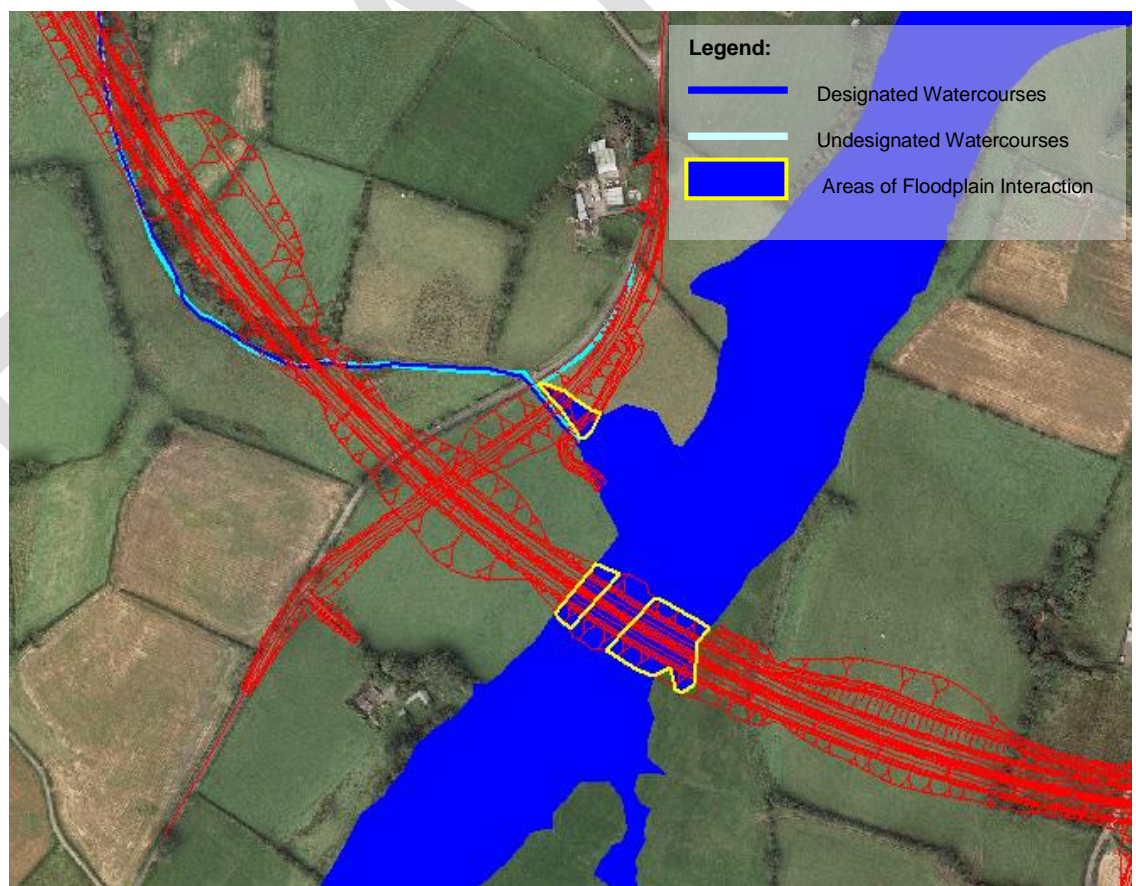 Legend:
Designated Watercourses
Undesignated Watercourses
Areas of Floodplain Interaction